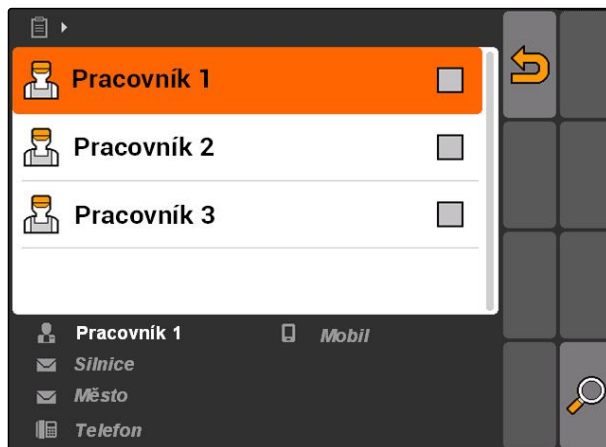 Pracovník 1
Pracovník 2
Pracovník 3
Pracovník 1 Mobil
Silnice
Město
Telefon